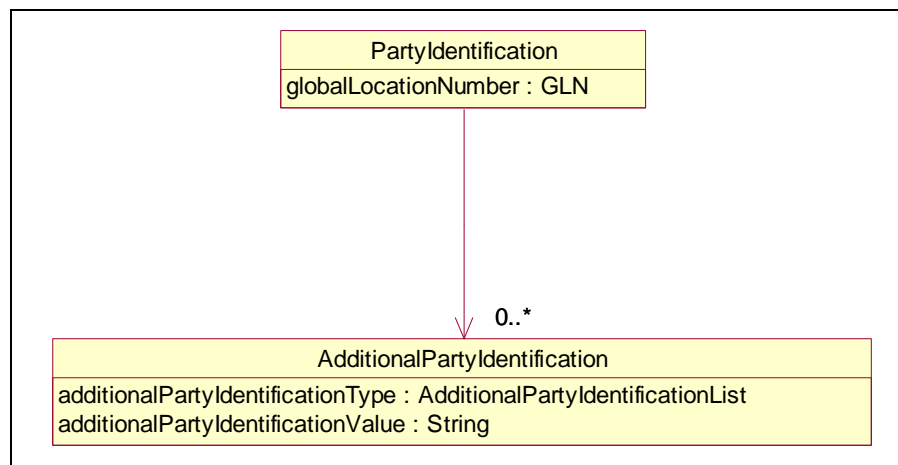 PartyIdentification
globalLocationNumber : GLN
0..*
AdditionalPartyIdentification
additionalPartyIdentificationType : AdditionalPartyIdentificationList
additionalPartyIdentificationValue : String